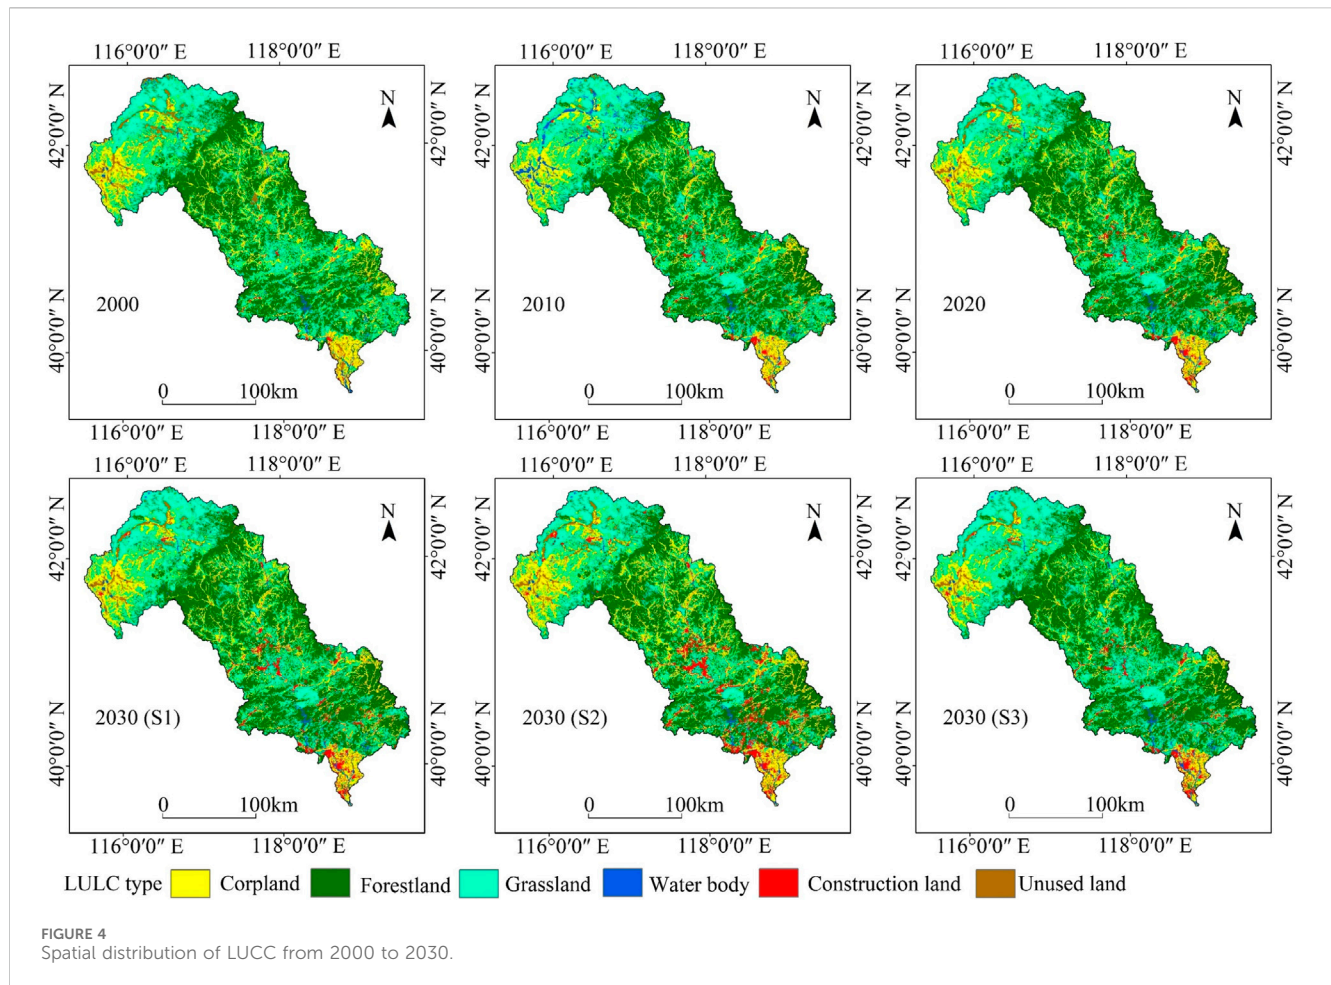 116°0′0″ E 118°0′0″ E 116°0′0″ E 118°0′0″ E 116°0′0″ E 118°0′0″ E
42°0′0″ N N 42°0′0″ N 42°0′0″ N N 42°0′0″ N 42°0′0″ N N 42°0′0″ N
40°0′0″ N 2000 40°0′0″ N 40°0′0″ N 2010 40°0′0″ N 40°0′0″ N 2020 40°0′0″ N
0 100km 0 100km 0 100km
116°0′0″ E 118°0′0″ E 116°0′0″ E 118°0′0″ E 116°0′0″ E 118°0′0″ E
116°0′0″ E 118°0′0″ E 116°0′0″ E 118°0′0″ E 116°0′0″ E 118°0′0″ E
42°0′0″ N N 42°0′0″ N 42°0′0″ N N 42°0′0″ N 42°0′0″ N N 42°0′0″ N
40°0′0″ N 2030 (S1) 40°0′0″ N 40°0′0″ N 2030 (S2) 40°0′0″ N 40°0′0″ N 2030 (S3) 40°0′0″ N
0 100km 0 100km 0 100km
116°0′0″ E 118°0′0″ E 116°0′0″ E 118°0′0″ E 116°0′0″ E 118°0′0″ E
LULC type Corpland Forestland Grassland Water body Construction land Unused land
FIGURE 4
Spatial distribution of LUCC from 2000 to 2030.